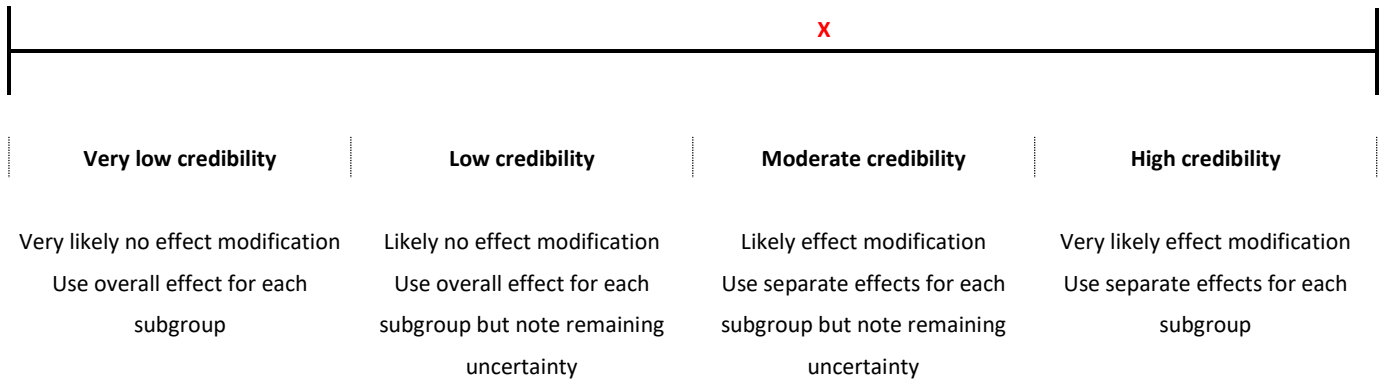 X
Very low credibility
Low credibility
Moderate credibility
High credibility
Very likely no effect modification
Use overall effect for each
subgroup
Likely no effect modification
Use overall effect for each
subgroup but note remaining
uncertainty
Likely effect modification
Use separate effects for each
subgroup but note remaining
uncertainty
Very likely effect modification
Use separate effects for each
subgroup